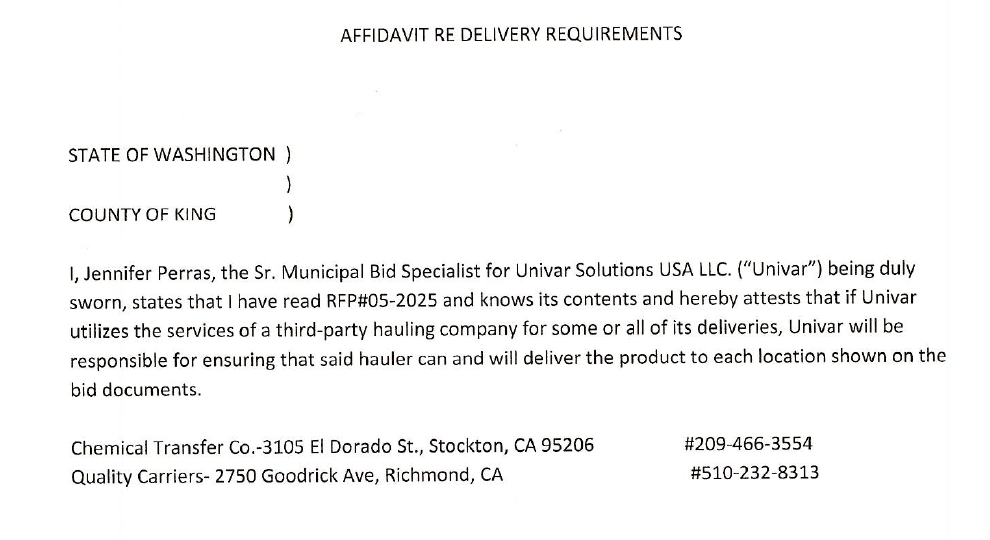 AFFIDAVIT RE DELIVERY REQUIREMENTS
STATE OF WASHINGTON )
)
COUNTY OF KING )
I, Jennifer Perras, the Sr. Municipal Bid Specialist for Univar Solutions USA LLC. (“Univar”) being duly
sworn, states that I have read RFP#05-2025 and knows its contents and hereby attests that if Univar
utilizes the services of a third-party hauling company for some or all of its deliveries, Univar will be
responsible for ensuring that said hauler can and will deliver the product to each location shown on the
bid documents.
Chemical Transfer Co.-3105 El Dorado St., Stockton, CA 95206 #209-466-3554
Quality Carriers- 2750 Goodrick Ave, Richmond, CA #510-232-8313